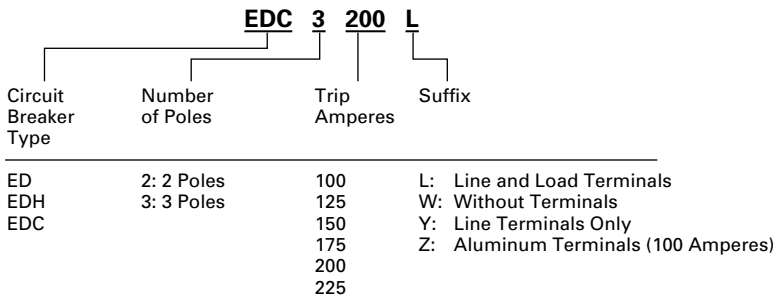 EDC 3 200 L
Circuit Number Trip Suffix
Breaker of Poles Amperes
Type
ED 2: 2 Poles 100 L: Line and Load Terminals
EDH 3: 3 Poles 125 W: Without Terminals
EDC 150 Y: Line Terminals Only
175 Z: Aluminum Terminals (100 Amperes)
200
225